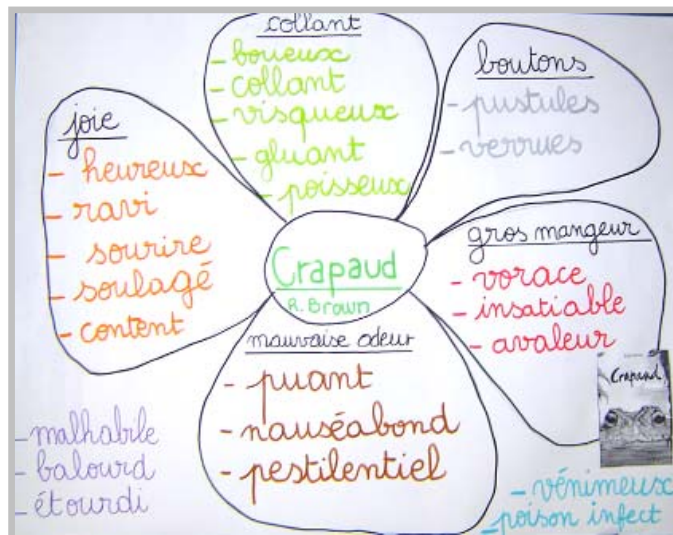 collant
- boueux
- collant
- visqueux
- gluant
- poisseux
boutons
- pustules
- verrues
joie
- heureux
- ravi
- sourire
- soulagé
- content
Crapaud
R. Brown
gros mangeur
- vorace
- insatiable
- avaleur
mauvaise odeur
- puant
- nauséabond
- pestilentiel
Crapaud
- malhabile
- balourd
- étourdi
- vénimeux
- poison infect